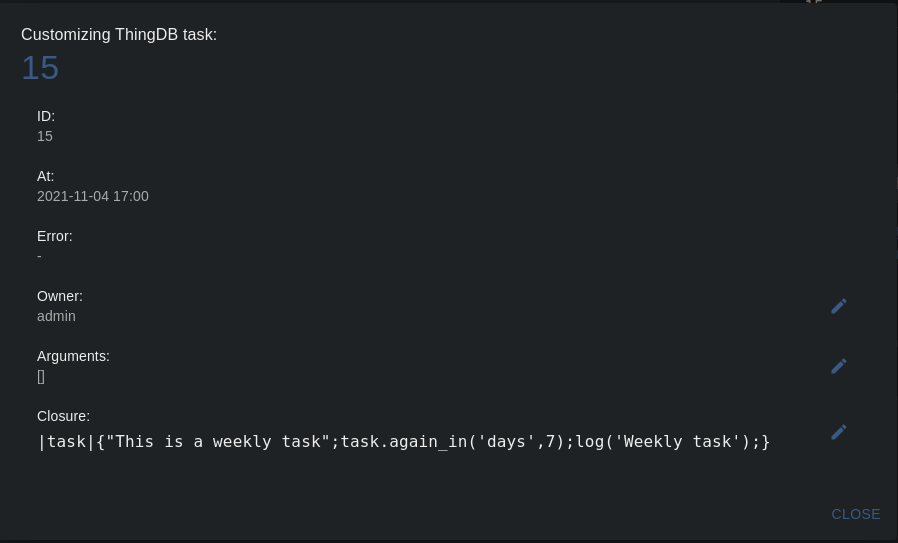 Customizing ThingDB task:
15
ID:
15
At:
2021-11-04 17:00
Error:
-
Owner:
admin
Arguments:
[]
Closure:
|task|{"This is a weekly task";task.again_in('days',7);log('Weekly task');}
CLOSE